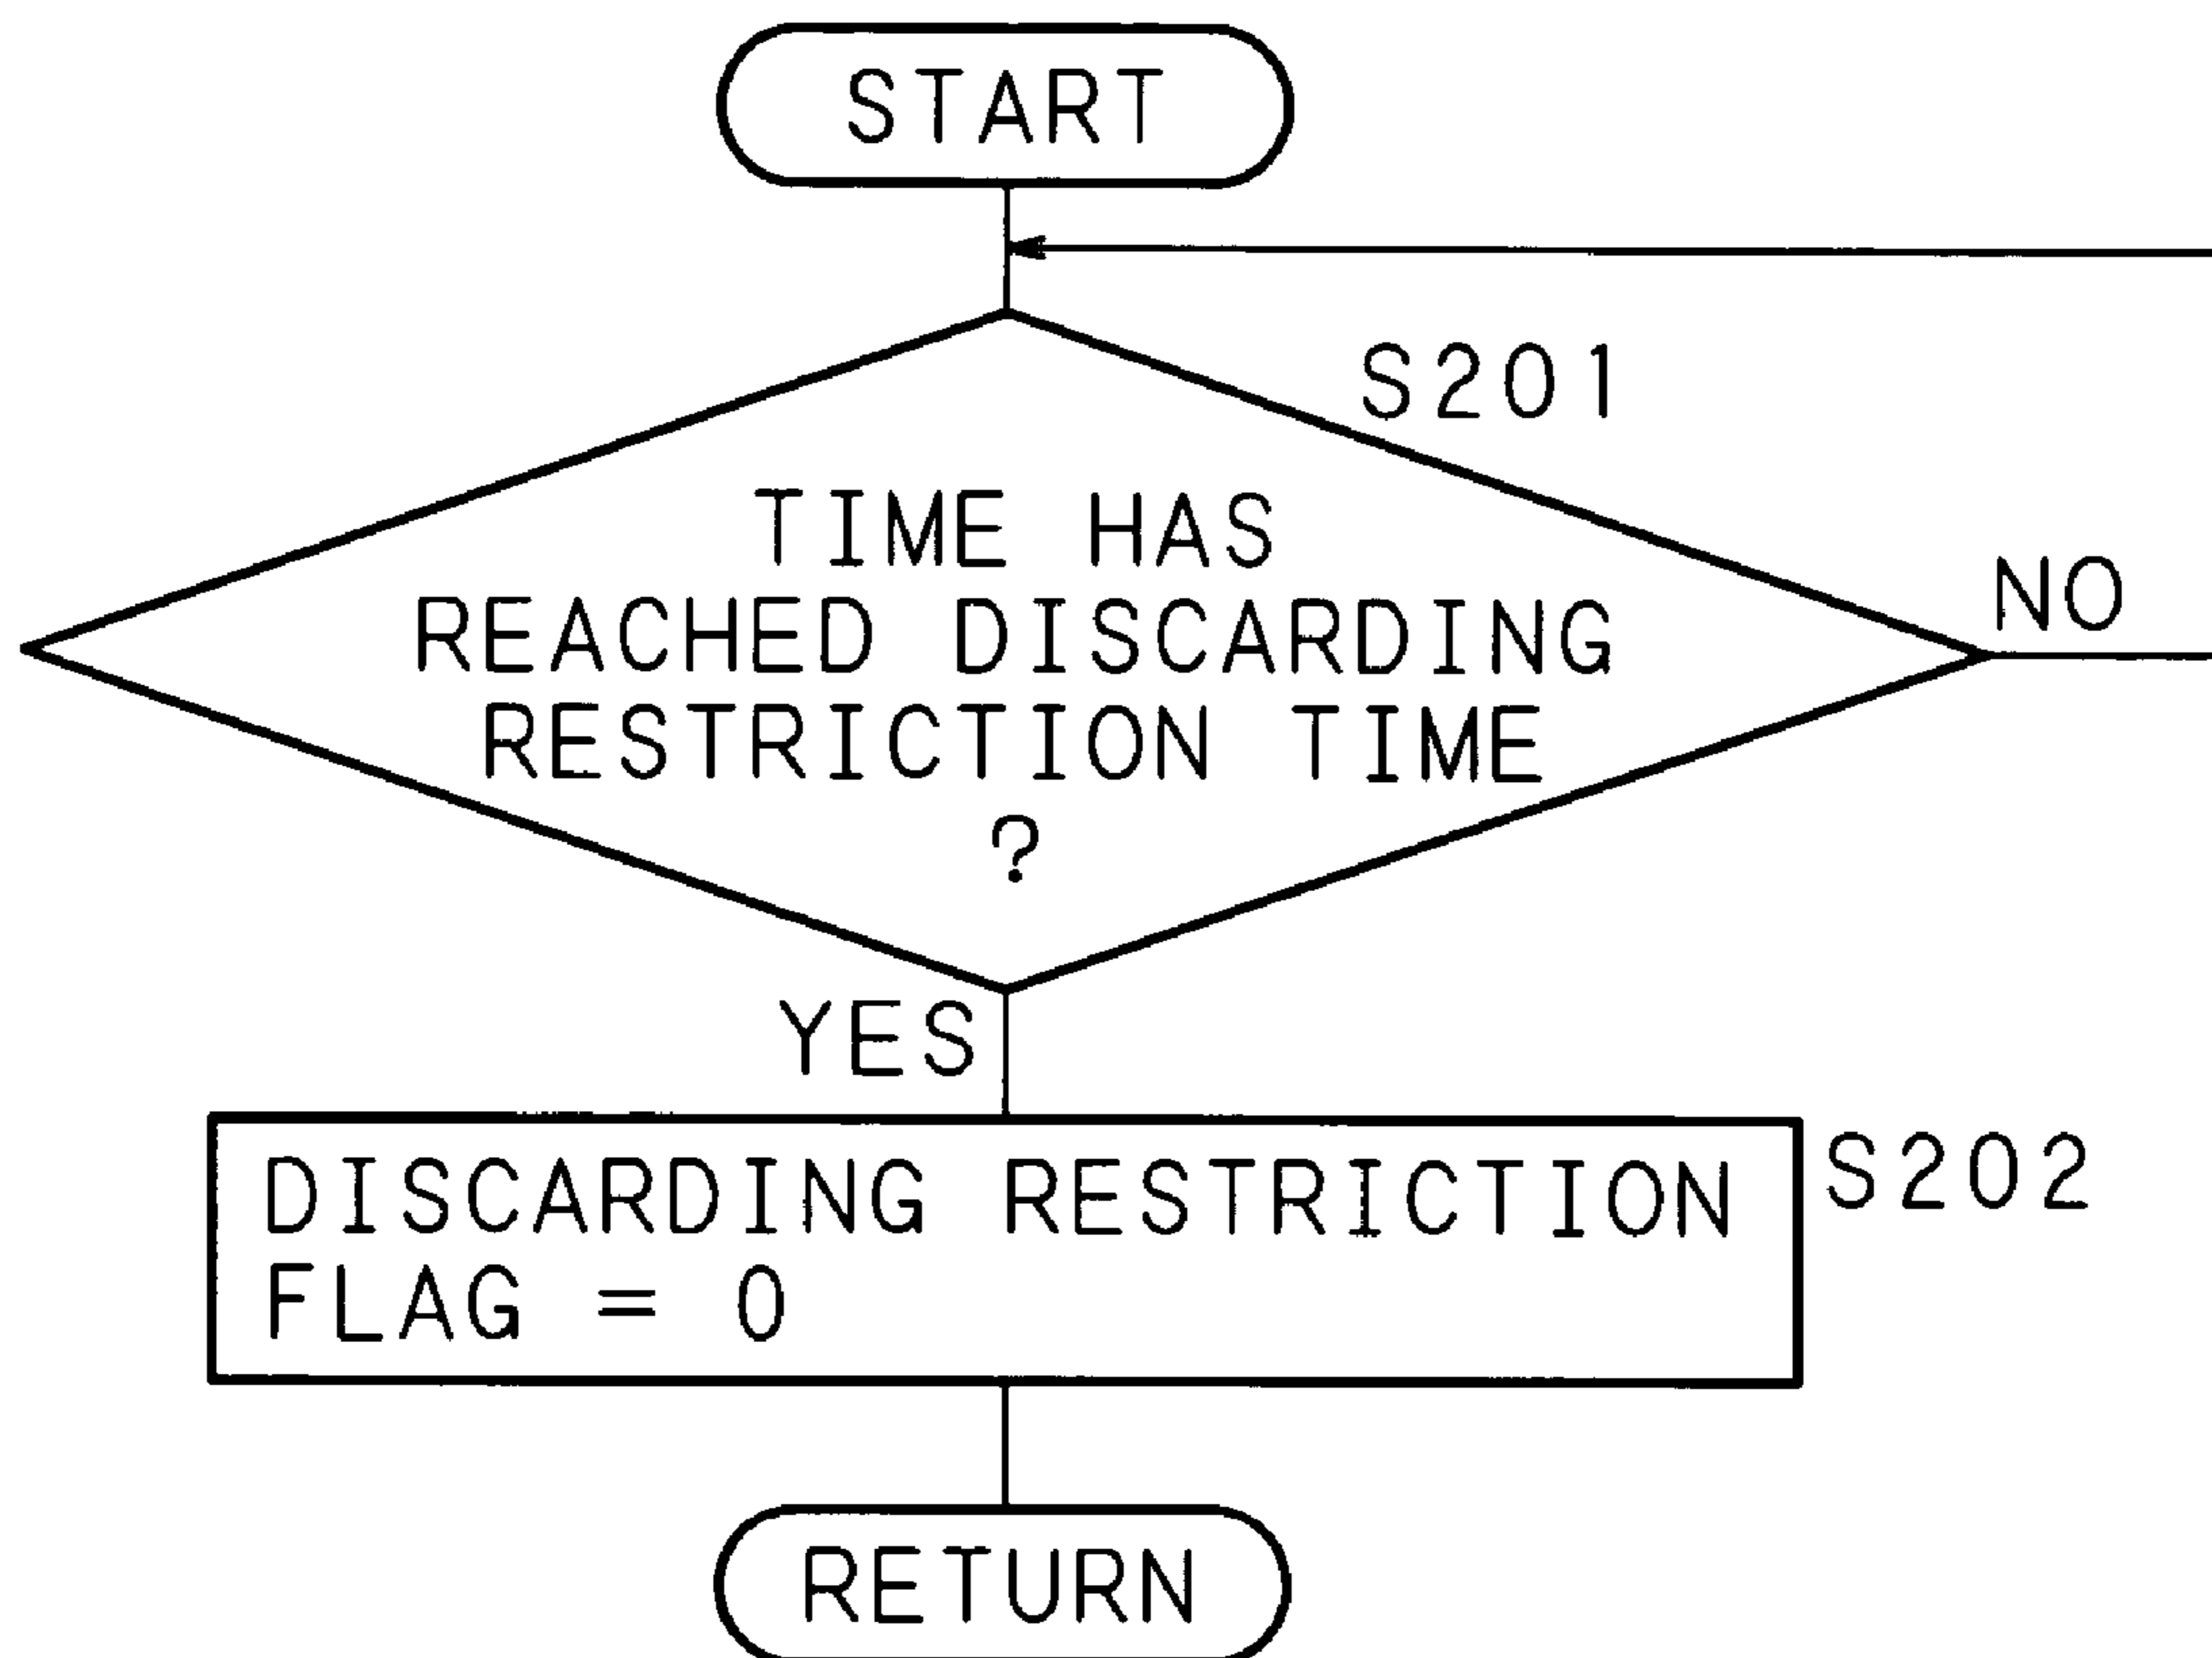 START
S201
TIME HAS
REACHED DISCARDING
RESTRICTION TIME
?
NO
YES
DISCARDING RESTRICTION
FLAG = 0
S202
RETURN